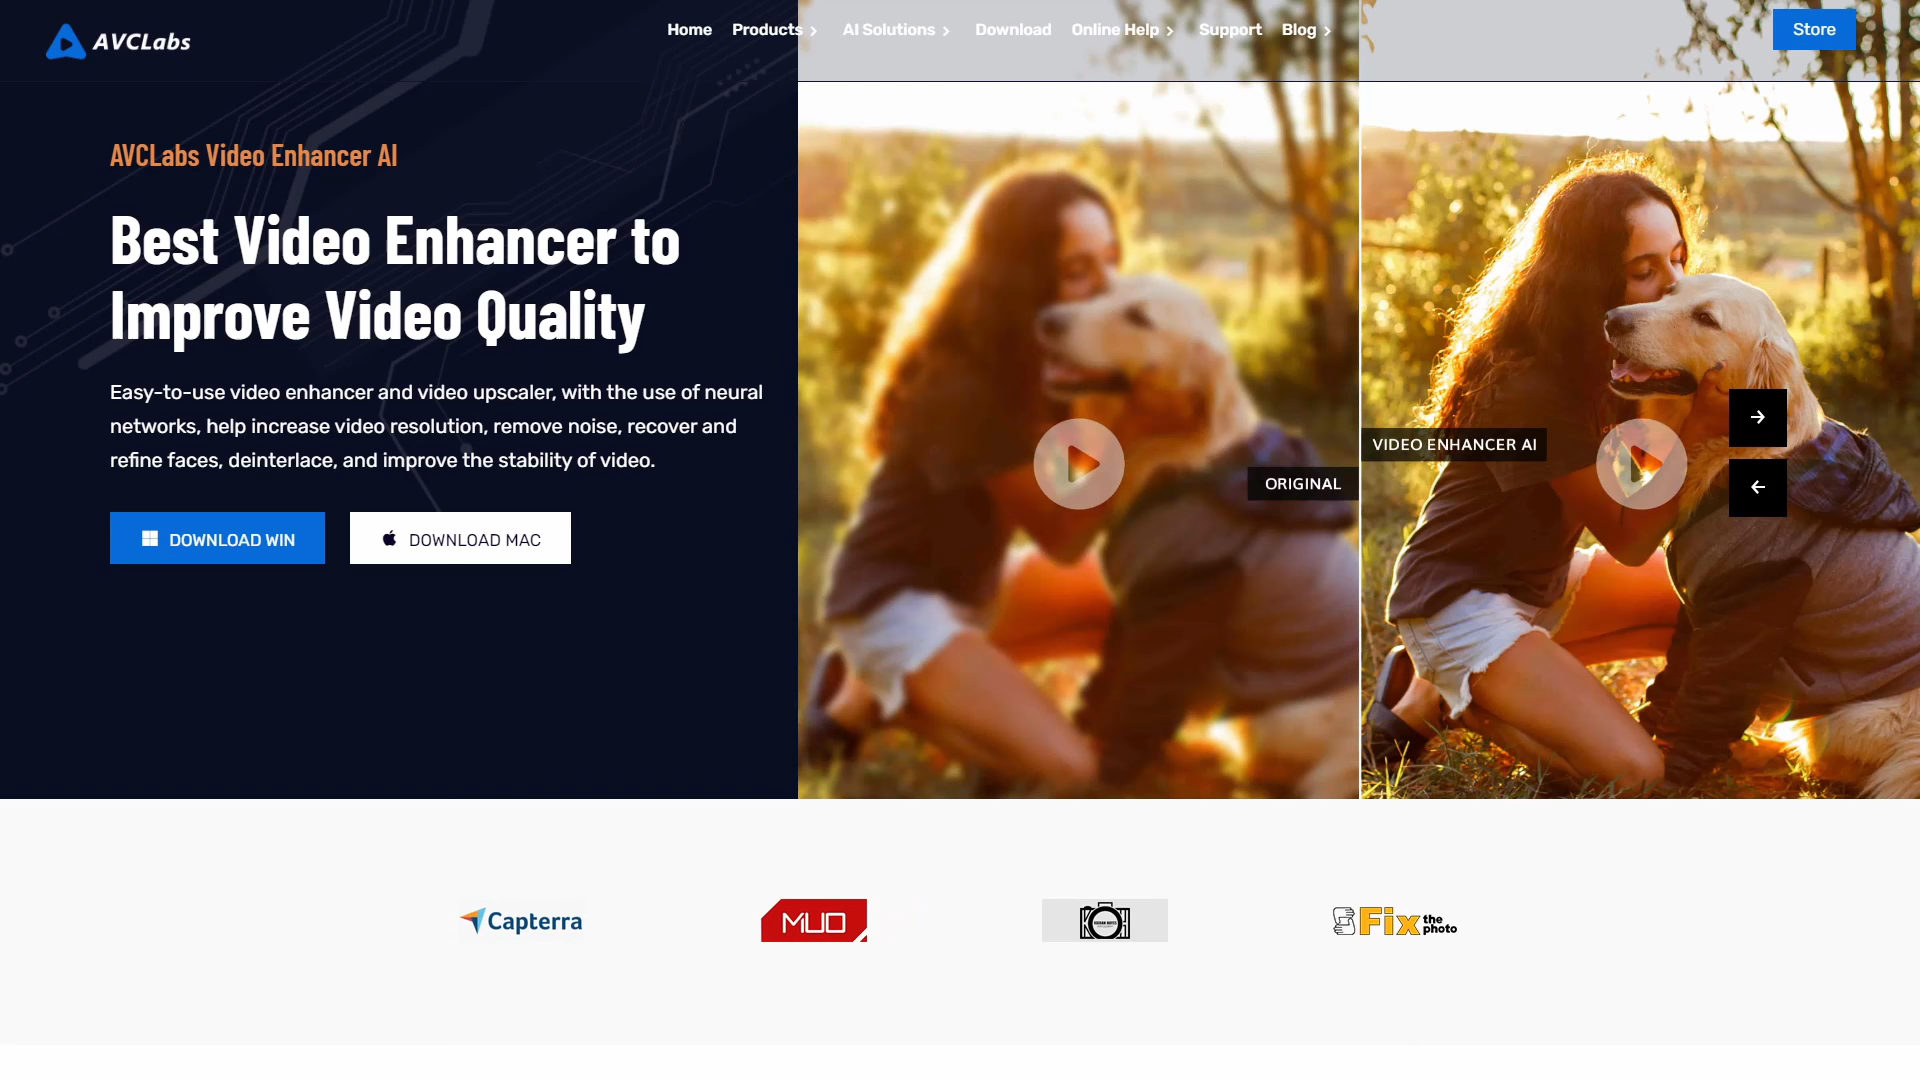 AVCLabs
Home
Products
AI Solutions
Download
Online Help
Support
Blog
Store
AVCLabs Video Enhancer AI
Best Video Enhancer to
Improve Video Quality
Easy-to-use video enhancer and video upscaler, with the use of neural
networks, help increase video resolution, remove noise, recover and
refine faces, deinterlace, and improve the stability of video.
DOWNLOAD WIN
DOWNLOAD MAC
ORIGINAL
VIDEO ENHANCER AI
Capterra
MUO
Fix the photo